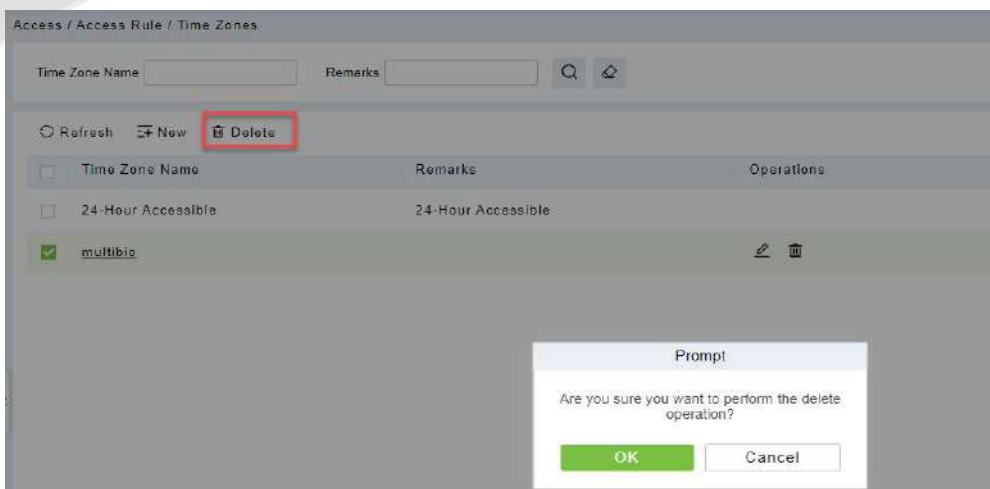 Access / Access Rule / Time Zones
Time Zone Name Remarks
Refresh New Delete
Time Zone Name Remarks Operations
24-Hour Accessible 24-Hour Accessible
multibio
Prompt
Are you sure you want to perform the delete
operation?
OK Cancel